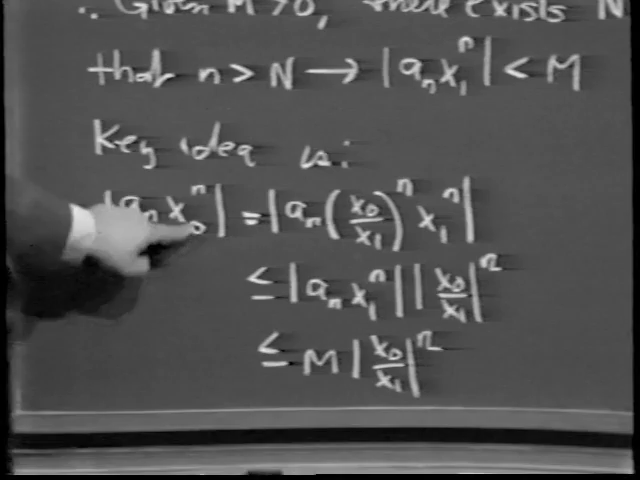 ∴ Given M > 0, there exists N
that n > N → |aₙx₁ⁿ| < M
Key idea is:
|aₙx₀ⁿ| = |aₙ(x₀/x₁)ⁿ x₁ⁿ|
≤ |aₙx₁ⁿ| |x₀/x₁|ⁿ
≤ M |x₀/x₁|ⁿ